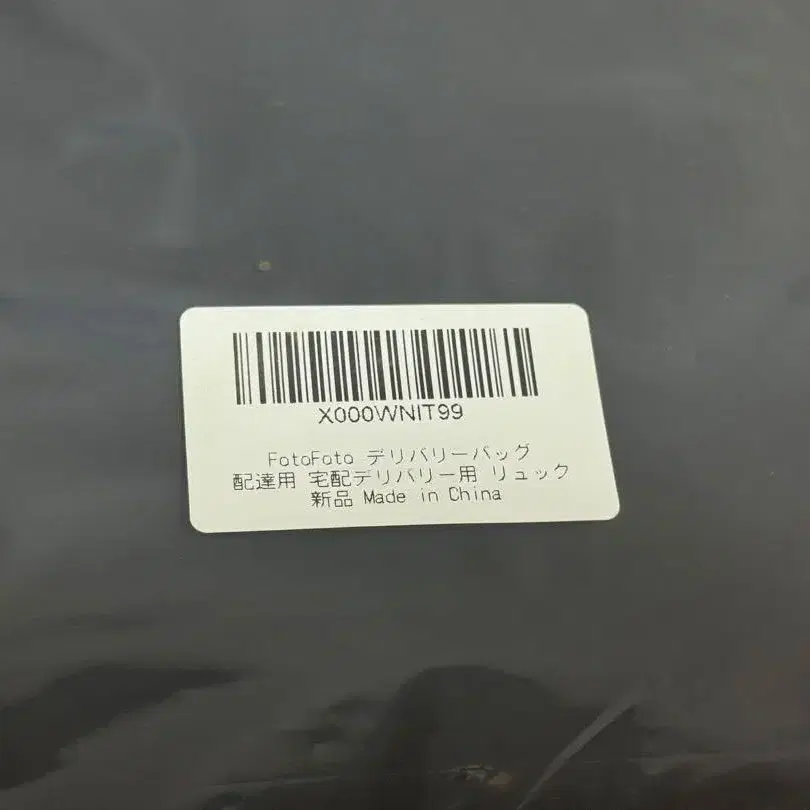 X000WNIT99
FotoFoto デリバリーバッグ
配達用 宅配デリバリー用 リュック
新品 Made in China